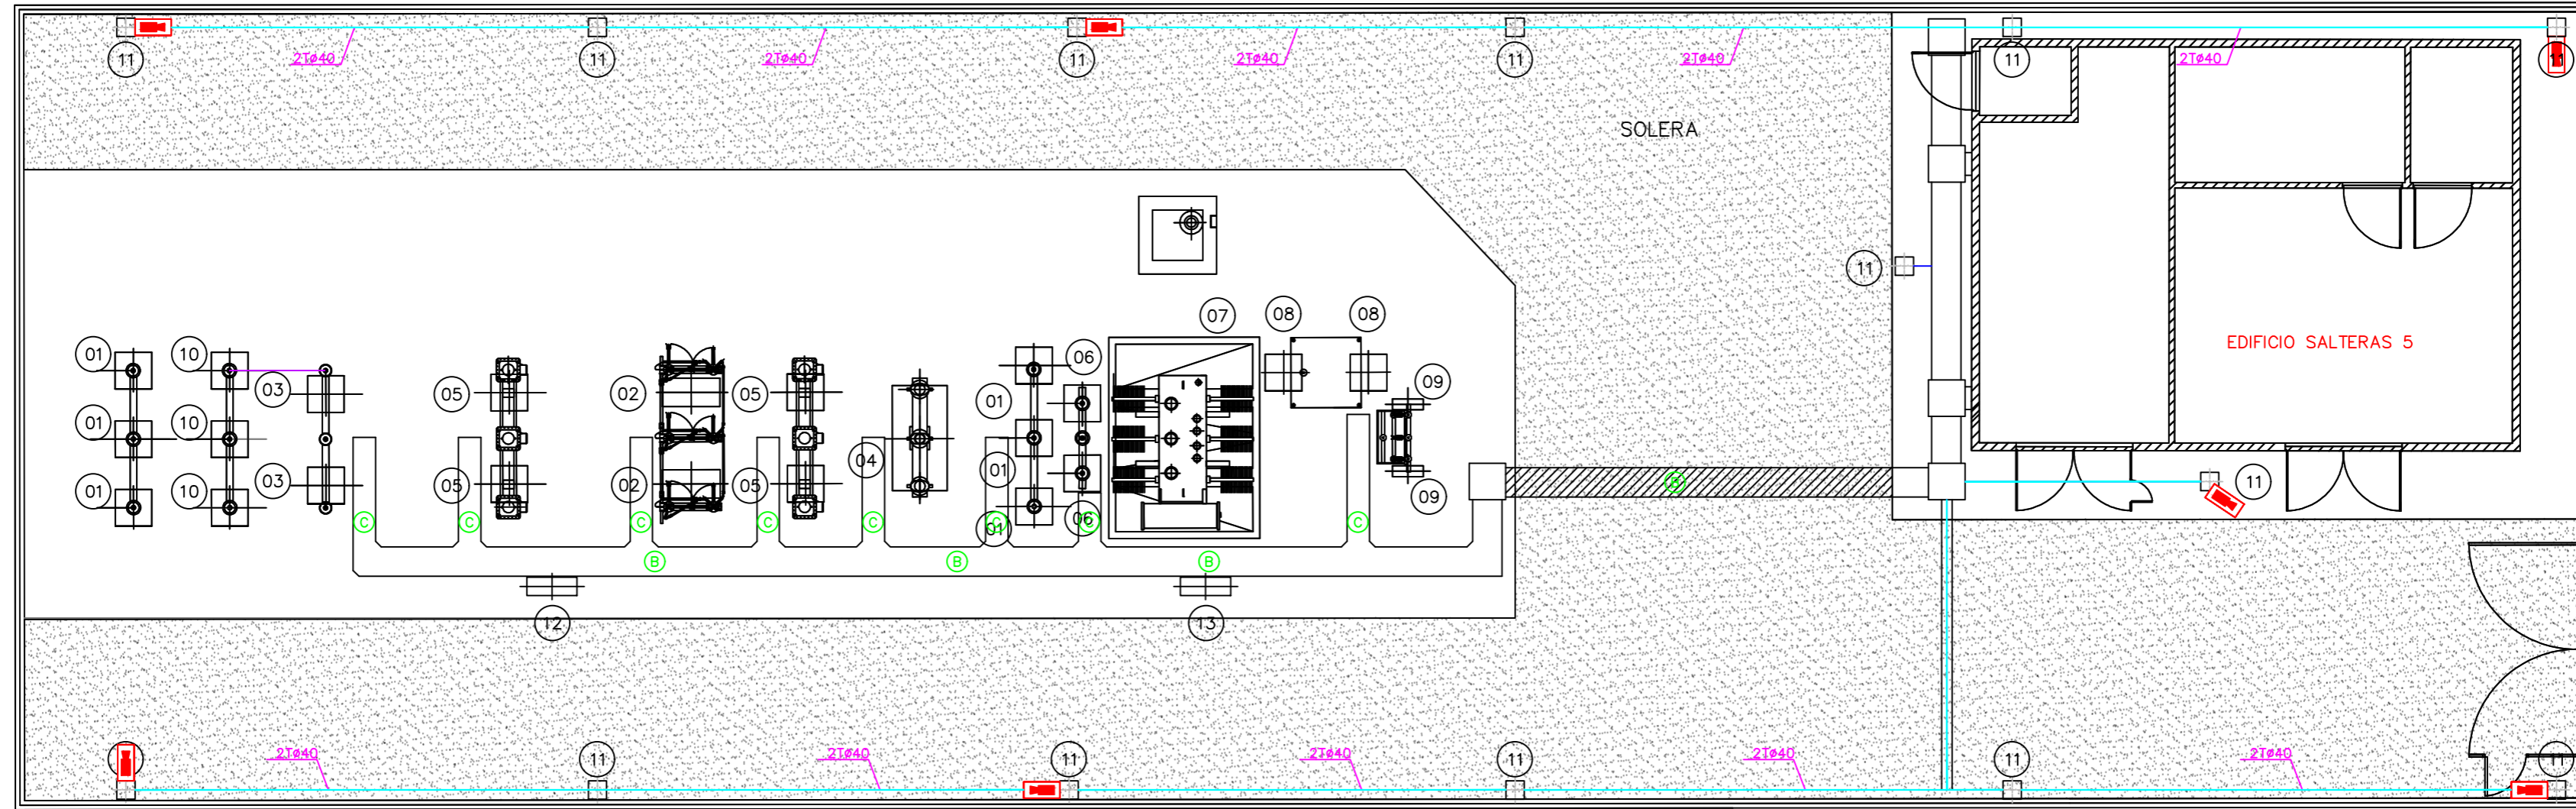 11 11 11 11 11 11
2Tø40 2Tø40 2Tø40 2Tø40 2Tø40
SOLERA
11
07 08 08
EDIFICIO SALTERAS 5
01 10 06
03 05 02 05 01 09
01 10
04
01
03 05 02 05 11
01 10 09
B
C C C C C C C C
01 06
B B B
12 13
2Tø40 2Tø40 2Tø40 2Tø40 2Tø40
11 11 11 11 11